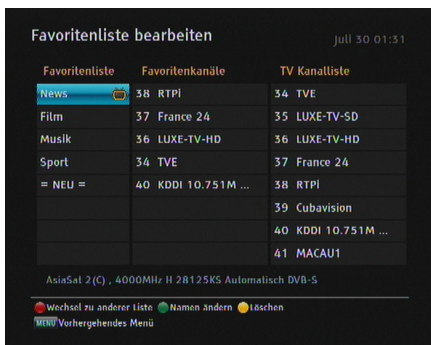 Favoritenliste bearbeiten
Juli 30 01:31
Favoritenliste Favoritenkanäle TV Kanalliste
News 38 RTPi 34 TVE
Film 37 France 24 35 LUXE-TV-SD
Musik 36 LUXE-TV-HD 36 LUXE-TV-HD
Sport 34 TVE 37 France 24
= NEU = 40 KDDI 10.751M ... 38 RTPi
39 Cubavision
40 KDDI 10.751M ...
41 MACAU1
AsiaSat 2(C) , 4000MHz H 28125KS Automatisch DVB-S
Wechsel zu anderer Liste Namen ändern Löschen
MENU Vorhergehendes Menü